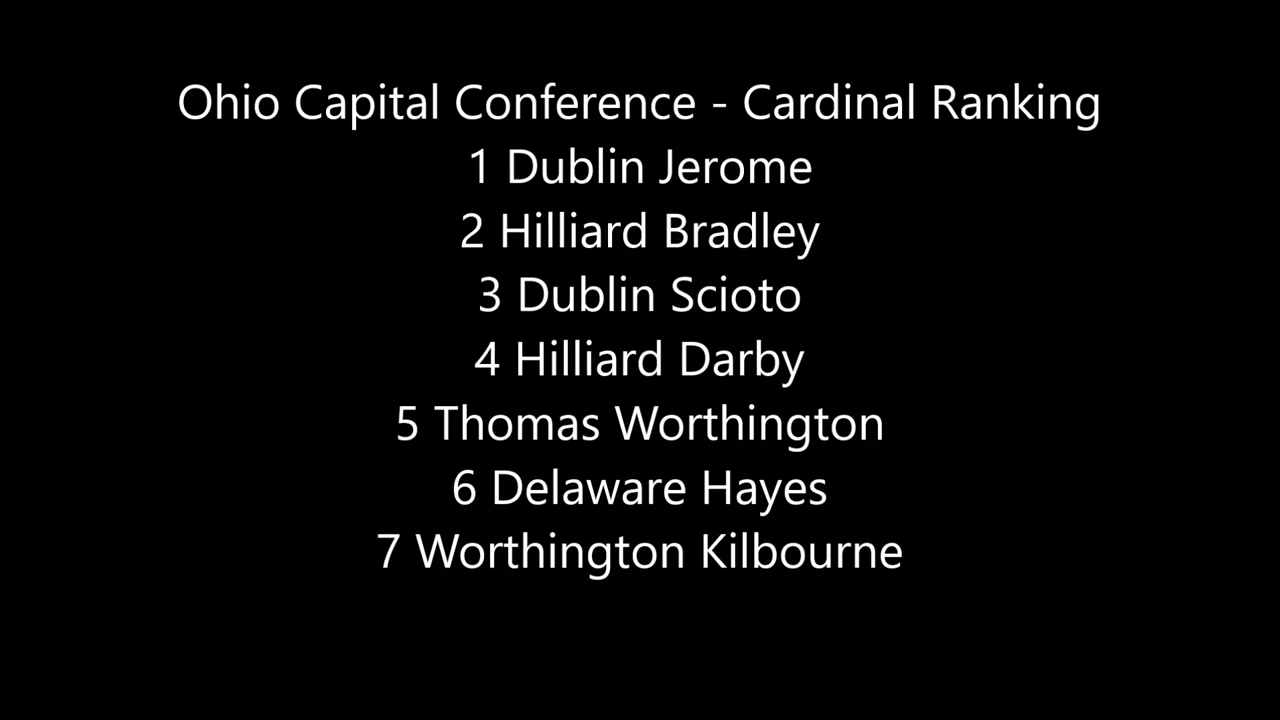 Ohio Capital Conference - Cardinal Ranking
1 Dublin Jerome
2 Hilliard Bradley
3 Dublin Scioto
4 Hilliard Darby
5 Thomas Worthington
6 Delaware Hayes
7 Worthington Kilbourne